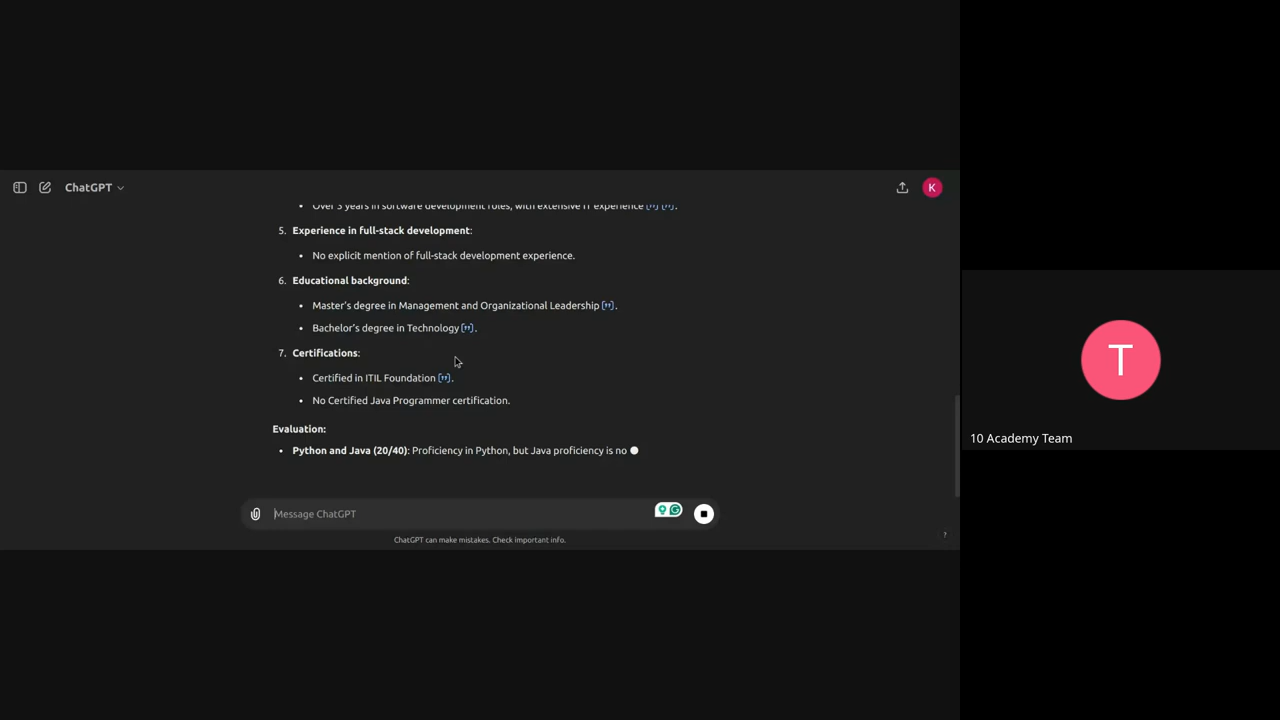 ChatGPT
K
Over 3 years in software development roles, with extensive IT experience
5. Experience in full-stack development:
• No explicit mention of full-stack development experience.
6. Educational background:
• Master's degree in Management and Organizational Leadership ["].
• Bachelor's degree in Technology ["].
7. Certifications:
• Certified in ITIL Foundation ["].
• No Certified Java Programmer certification.
Evaluation:
• Python and Java (20/40): Proficiency in Python, but Java proficiency is no
Message ChatGPT
ChatGPT can make mistakes. Check important info.
?
T
10 Academy Team